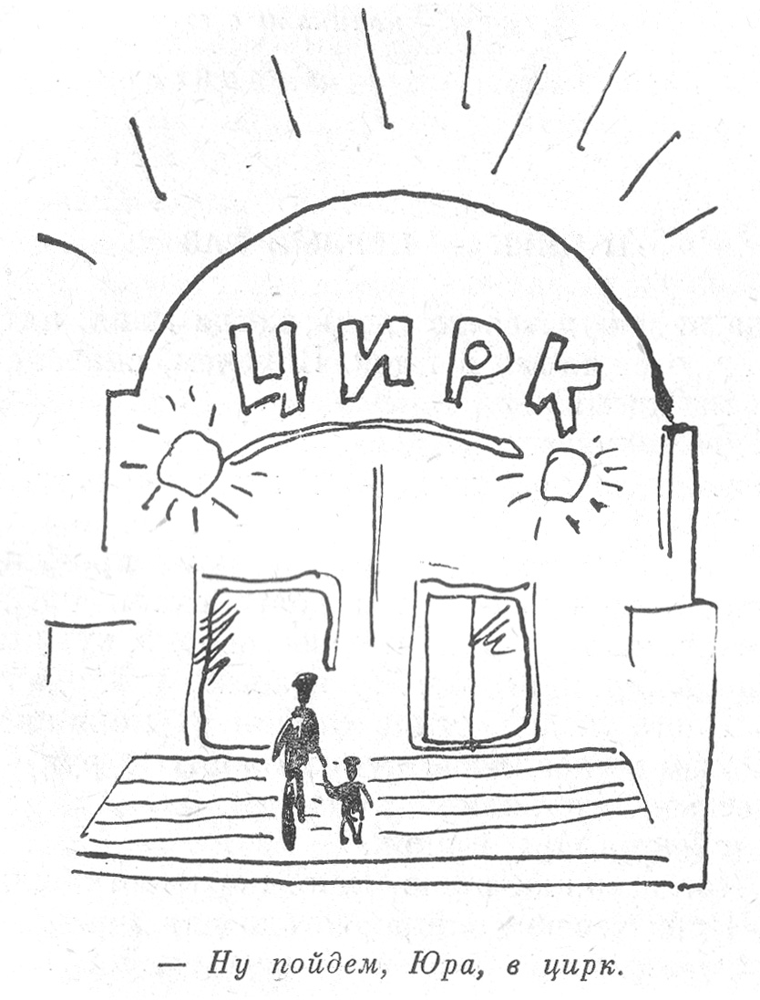 ЦИРК
— Ну пойдем, Юра, в цирк.